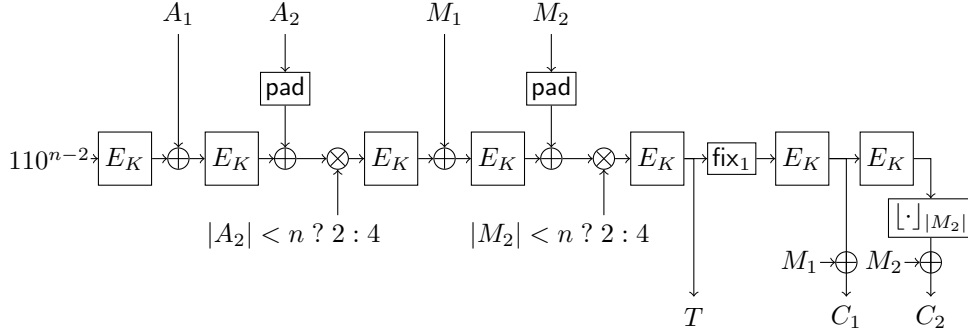 A₁ A₂ M₁ M₂
pad pad
110ⁿ⁻² E_K E_K E_K E_K E_K fix₁ E_K E_K
|A₂| < n ? 2 : 4 |M₂| < n ? 2 : 4 ⌊·⌋_|M₂|
M₁ M₂
T C₁ C₂